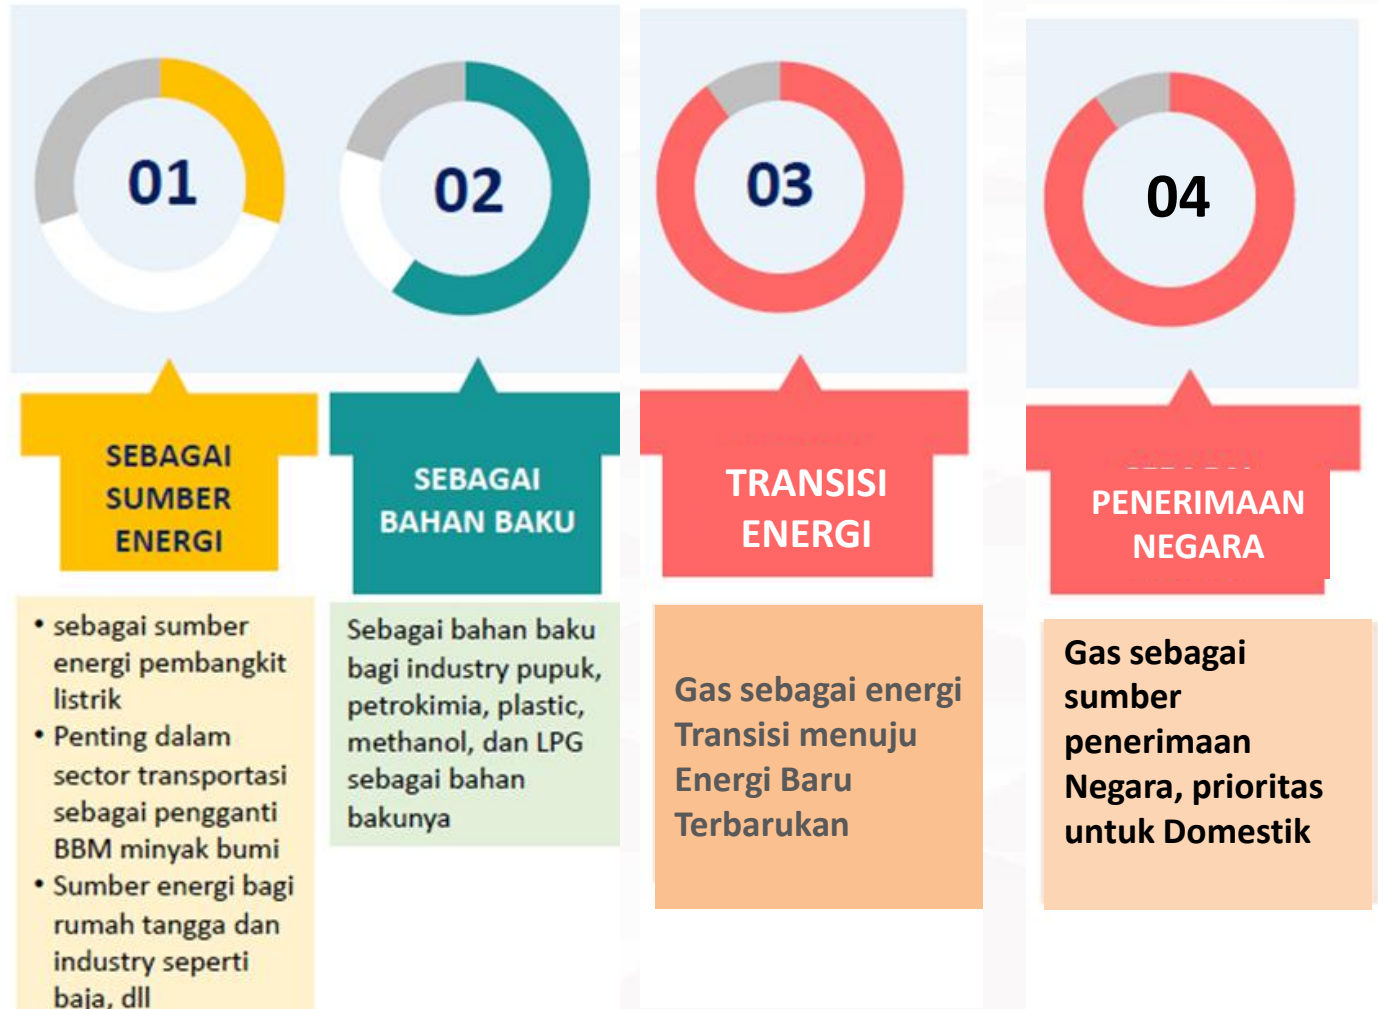 01
SEBAGAI
SUMBER
ENERGI
• sebagai sumber
energi pembangkit
listrik
• Penting dalam
sector transportasi
sebagai pengganti
BBM minyak bumi
• Sumber energi bagi
rumah tangga dan
industry seperti
baja, dll
02
SEBAGAI
BAHAN BAKU
Sebagai bahan baku
bagi industry pupuk,
petrokimia, plastic,
methanol, dan LPG
sebagai bahan
bakunya
03
TRANSISI
ENERGI
Gas sebagai energi
Transisi menuju
Energi Baru
Terbarukan
04
PENERIMAAN
NEGARA
Gas sebagai
sumber
penerimaan
Negara, prioritas
untuk Domestik